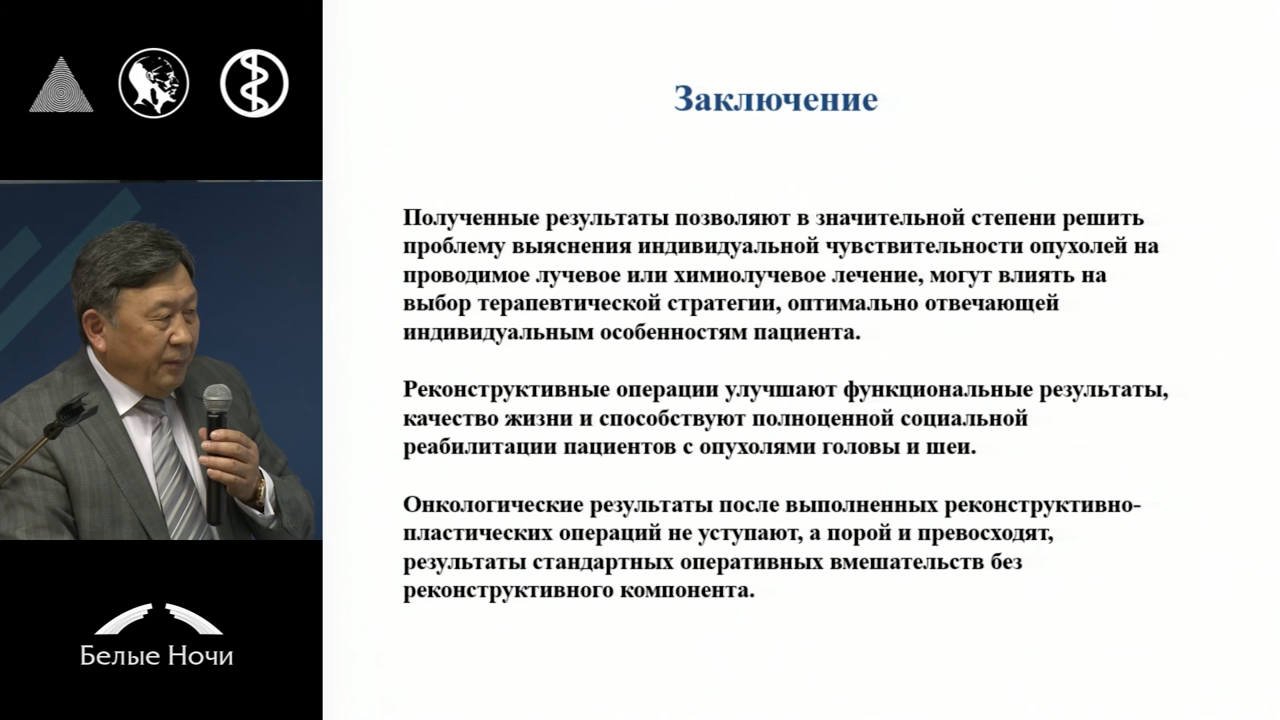 Заключение
Полученные результаты позволяют в значительной степени решить
проблему выяснения индивидуальной чувствительности опухолей на
проводимое лучевое или химиолучевое лечение, могут влиять на
выбор терапевтической стратегии, оптимально отвечающей
индивидуальным особенностям пациента.
Реконструктивные операции улучшают функциональные результаты,
качество жизни и способствуют полноценной социальной
реабилитации пациентов с опухолями головы и шеи.
Онкологические результаты после выполненных реконструктивно-
пластических операций не уступают, а порой и превосходят,
результаты стандартных оперативных вмешательств без
реконструктивного компонента.
Белые Ночи